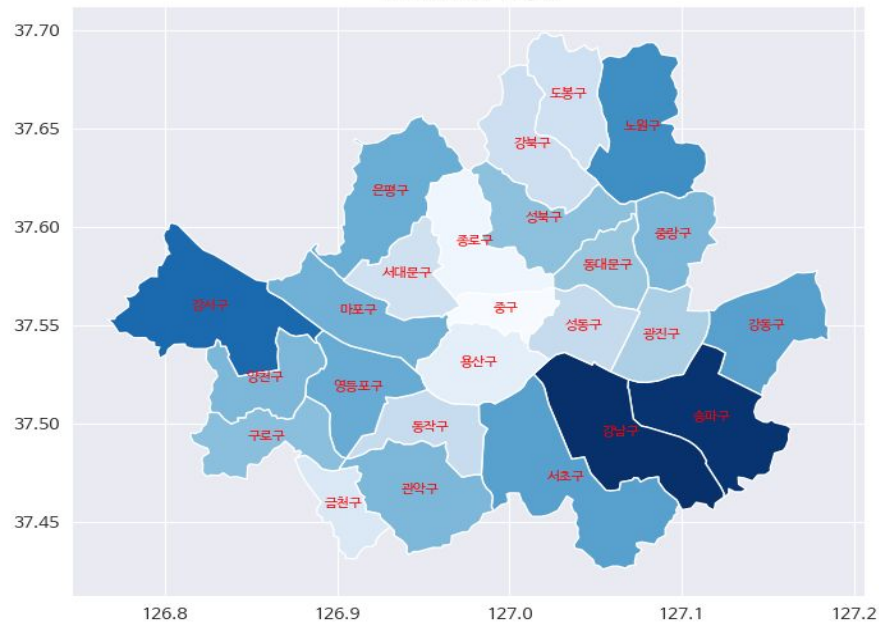 37.70
도봉구
노원구
37.65
강북구
은평구
37.60
성북구
중랑구
종로구
동대문구
서대문구
강서구
마포구
중구
37.55
성동구
광진구
강동구
용산구
양천구
영등포구
37.50
구로구
동작구
강남구
송파구
서초구
관악구
금천구
37.45
126.8
126.9
127.0
127.1
127.2